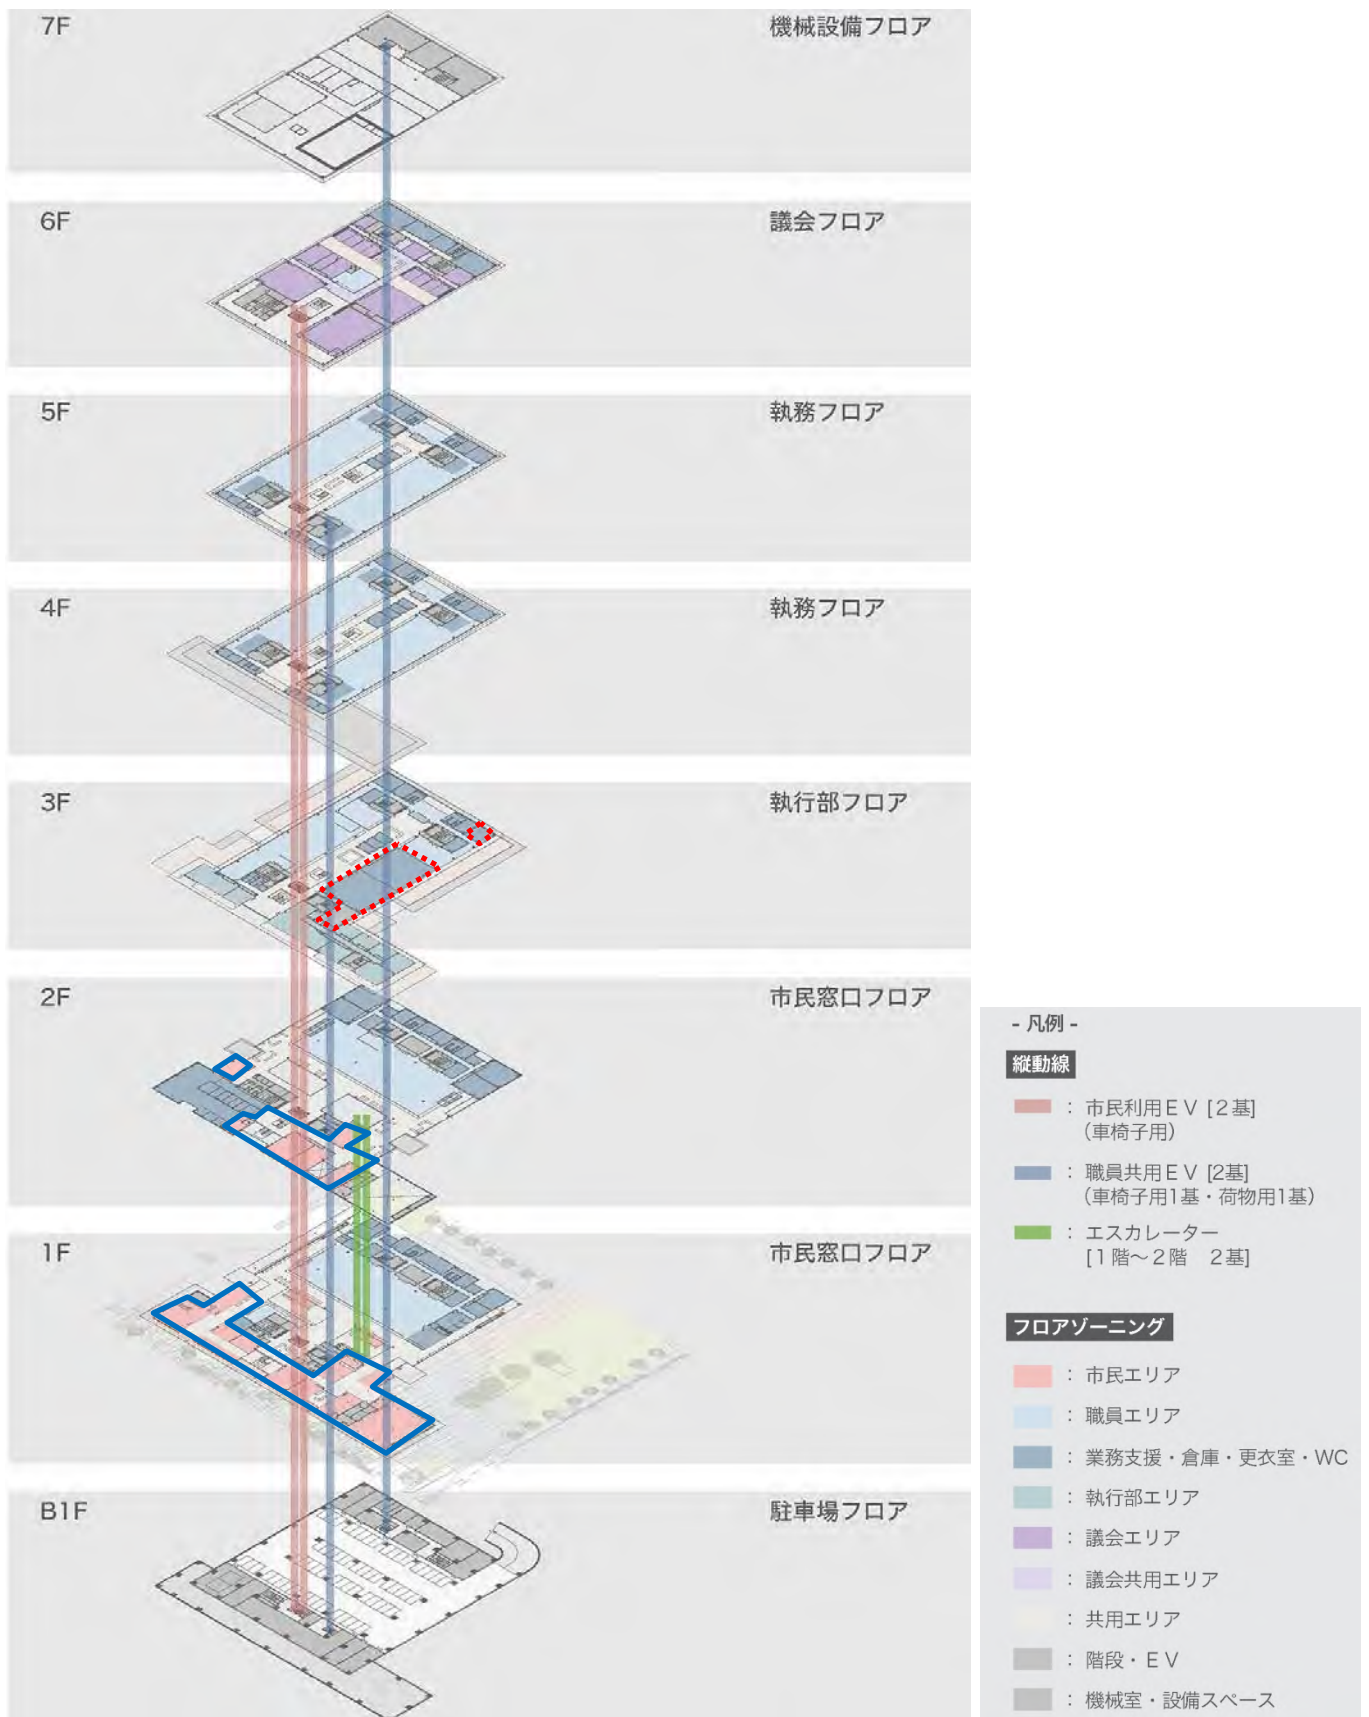 7F
機械設備フロア
6F
議会フロア
5F
執務フロア
4F
執務フロア
3F
執行部フロア
2F
市民窓口フロア
1F
市民窓口フロア
B1F
駐車場フロア
- 凡例 -
縦動線
：市民利用ＥＶ [２基]
（車椅子用）
：職員共用ＥＶ [2基]
（車椅子用1基・荷物用1基）
：エスカレーター
[１階～２階　２基]
フロアゾーニング
：市民エリア
：職員エリア
：業務支援・倉庫・更衣室・WC
：執行部エリア
：議会エリア
：議会共用エリア
：共用エリア
：階段・ＥＶ
：機械室・設備スペース